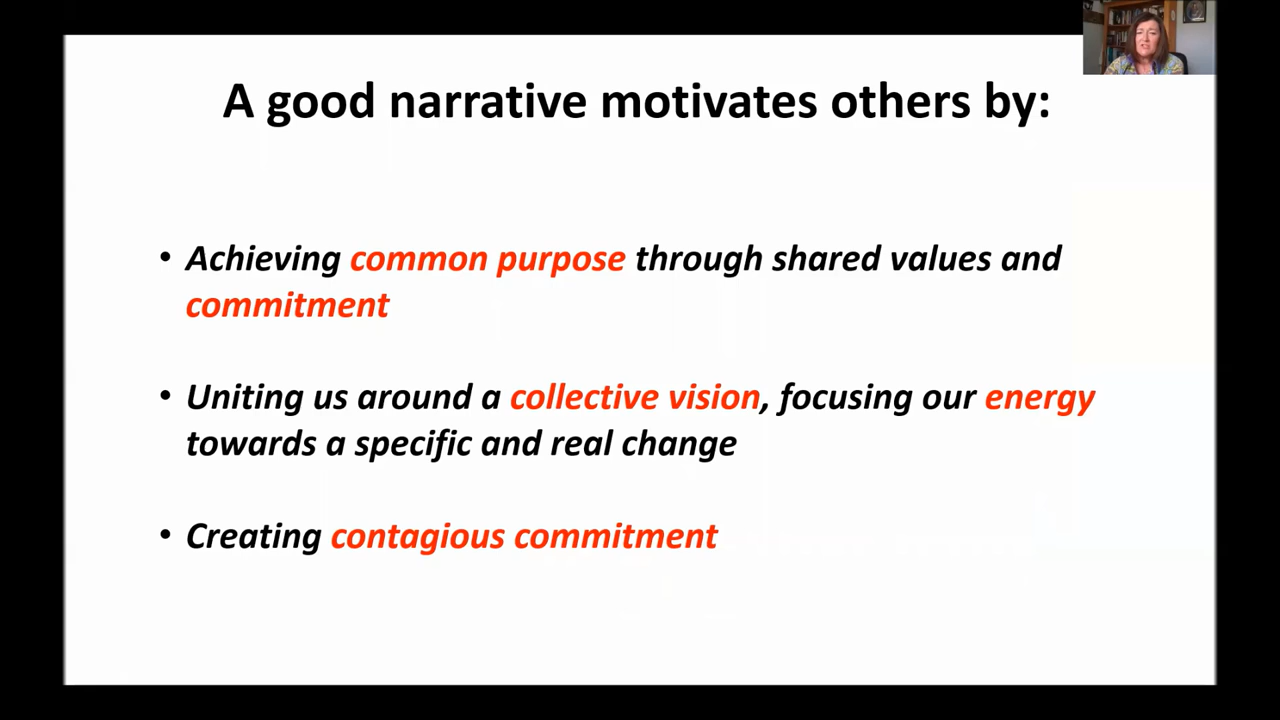 A good narrative motivates others by:
• Achieving common purpose through shared values and
commitment
• Uniting us around a collective vision, focusing our energy
towards a specific and real change
• Creating contagious commitment